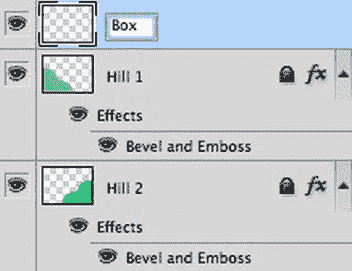 Box
Hill 1 fx
Effects
Bevel and Emboss
Hill 2 fx
Effects
Bevel and Emboss